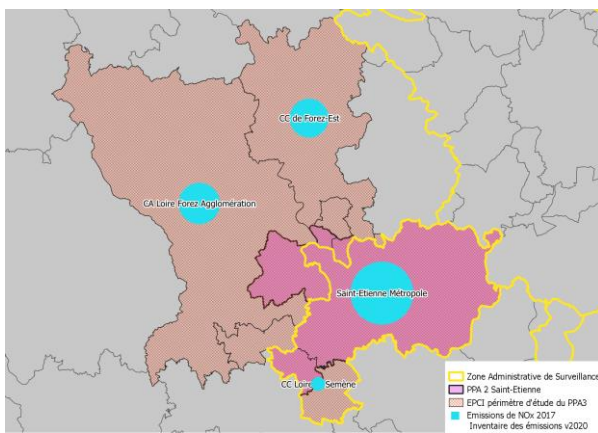 CC de Forez-Est
CA Loire Forez Agglomération
Saint-Etienne Métropole
CC Loire Semène
Zone Administrative de Surveillance
PPA 2 Saint-Etienne
EPCI périmètre d'étude du PPA3
Emissions de NOx 2017
Inventaire des émissions v2020